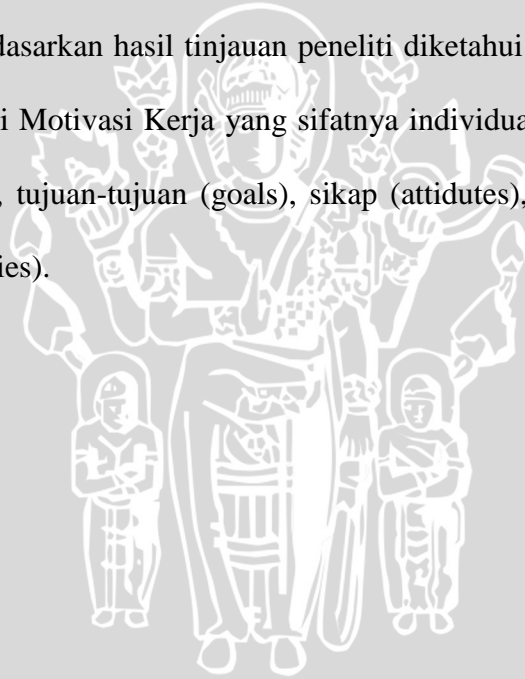 dasarkan hasil tinjauan peneliti diketahui
i Motivasi Kerja yang sifatnya individua
, tujuan-tujuan (goals), sikap (attidutes),
ies).